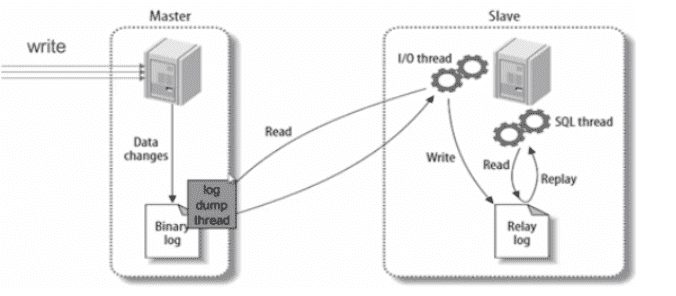 Master
Slave
write
I/O thread
SQL thread
Data
changes
Read
Write
Read
Replay
log
dump
thread
Binary
log
Relay
log